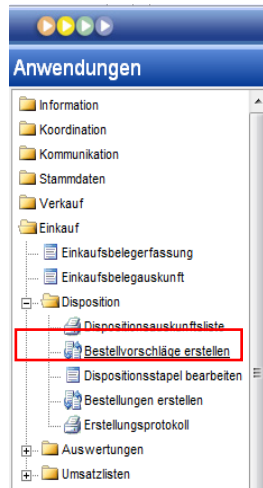 Anwendungen
Information
Koordination
Kommunikation
Stammdaten
Verkauf
Einkauf
Einkaufsbelegerfassung
Einkaufsbelegauskunft
Disposition
Dispositionsauskunftsliste
Bestellvorschläge erstellen
Dispositionsstapel bearbeiten
Bestellungen erstellen
Erstellungsprotokoll
Auswertungen
Umsatzlisten